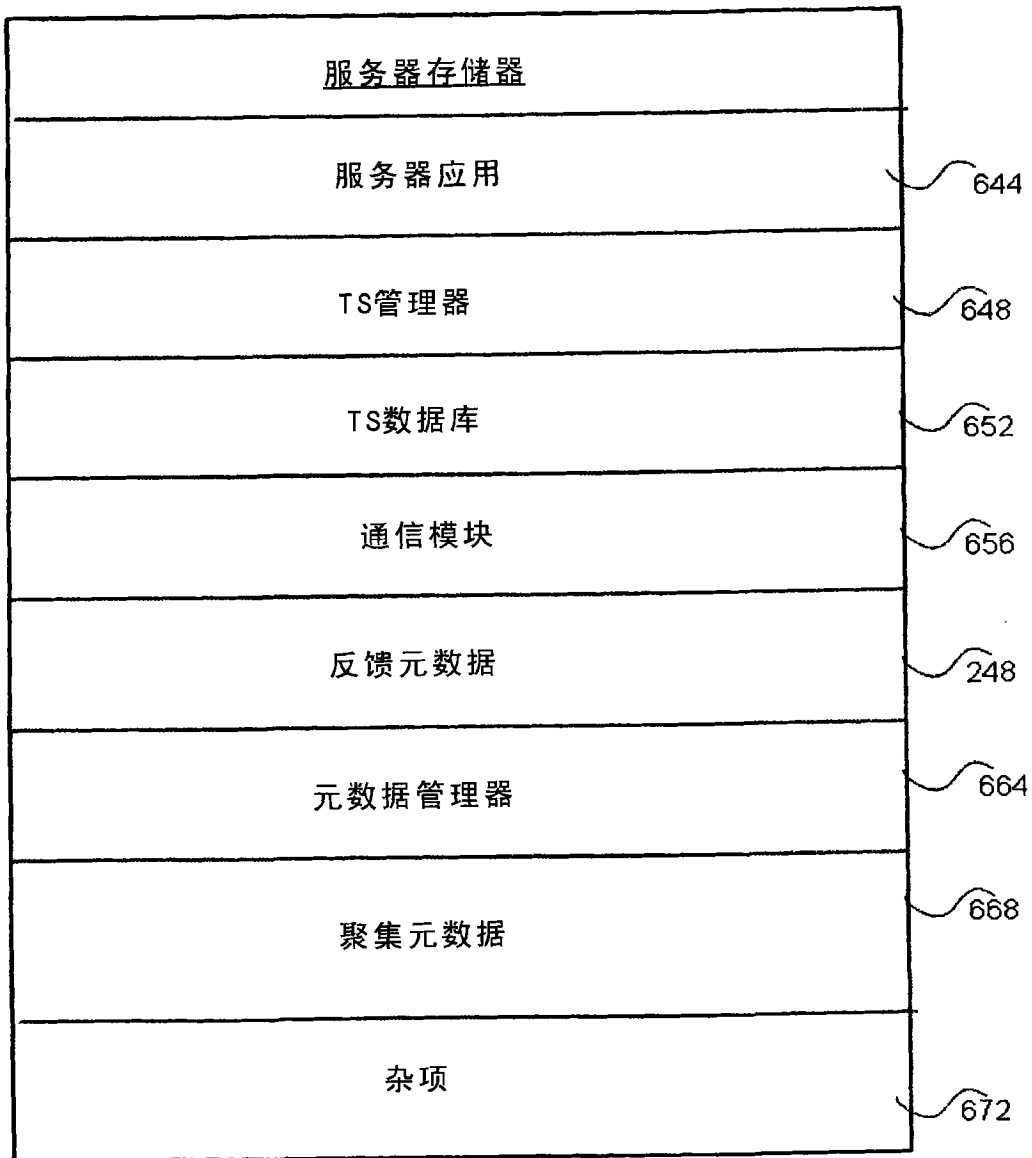 服务器存储器
服务器应用
644
TS管理器
648
TS数据库
652
通信模块
656
反馈元数据
248
元数据管理器
664
聚集元数据
668
杂项
672